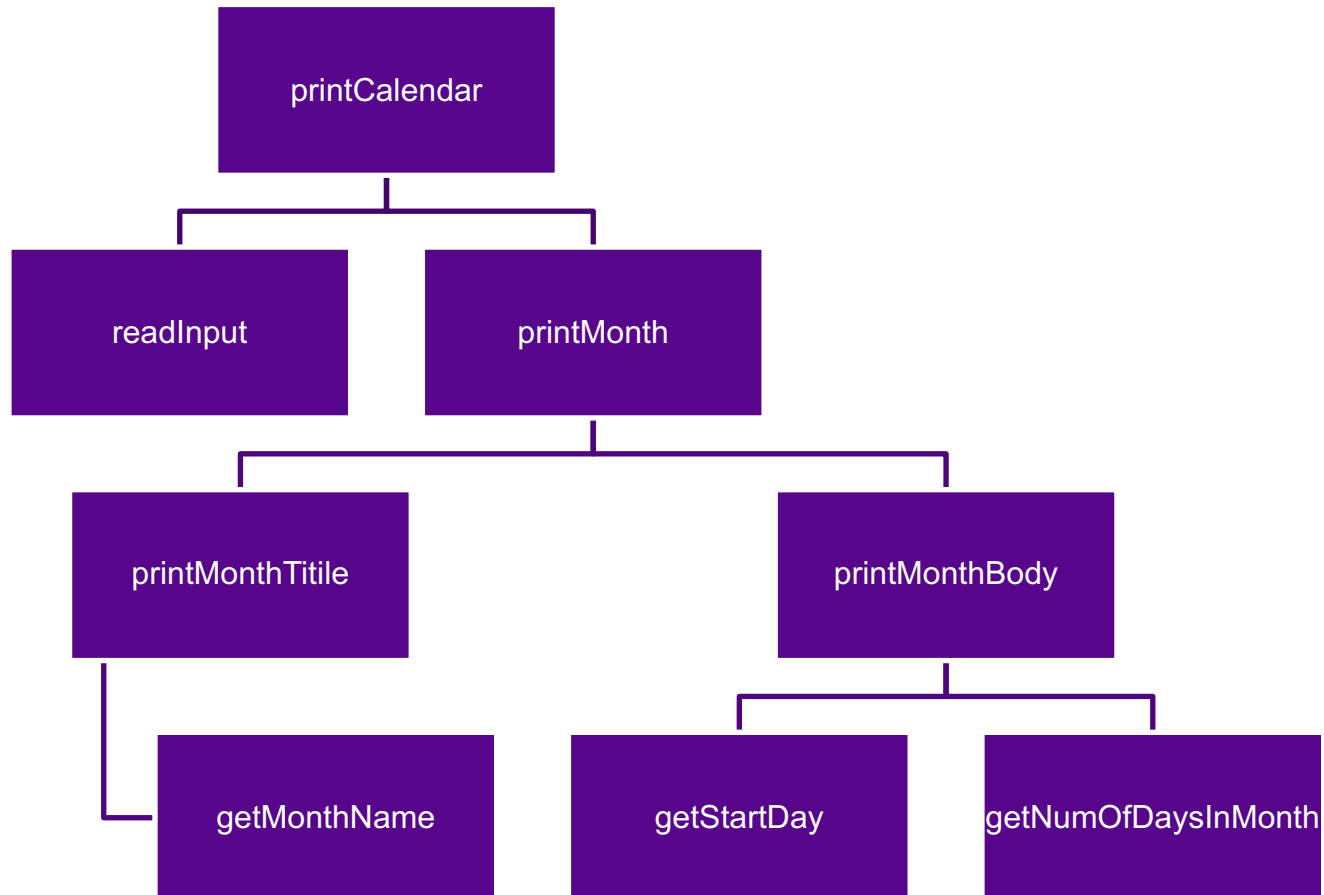 printCalendar
readInput
printMonth
printMonthTitile
printMonthBody
getMonthName
getStartDay
getNumOfDaysInMonth